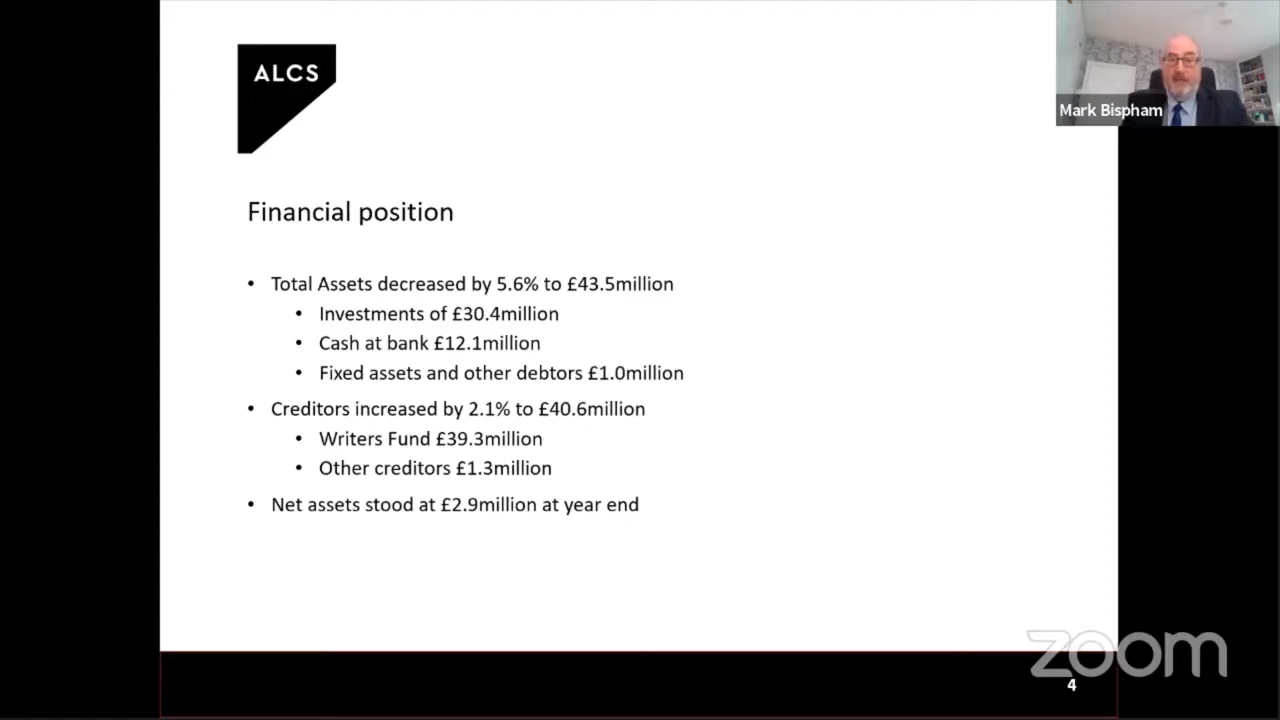 ALCS
Mark Bispham
Financial position
• Total Assets decreased by 5.6% to £43.5million
• Investments of £30.4million
• Cash at bank £12.1million
• Fixed assets and other debtors £1.0million
• Creditors increased by 2.1% to £40.6million
• Writers Fund £39.3million
• Other creditors £1.3million
• Net assets stood at £2.9million at year end
zoom
4